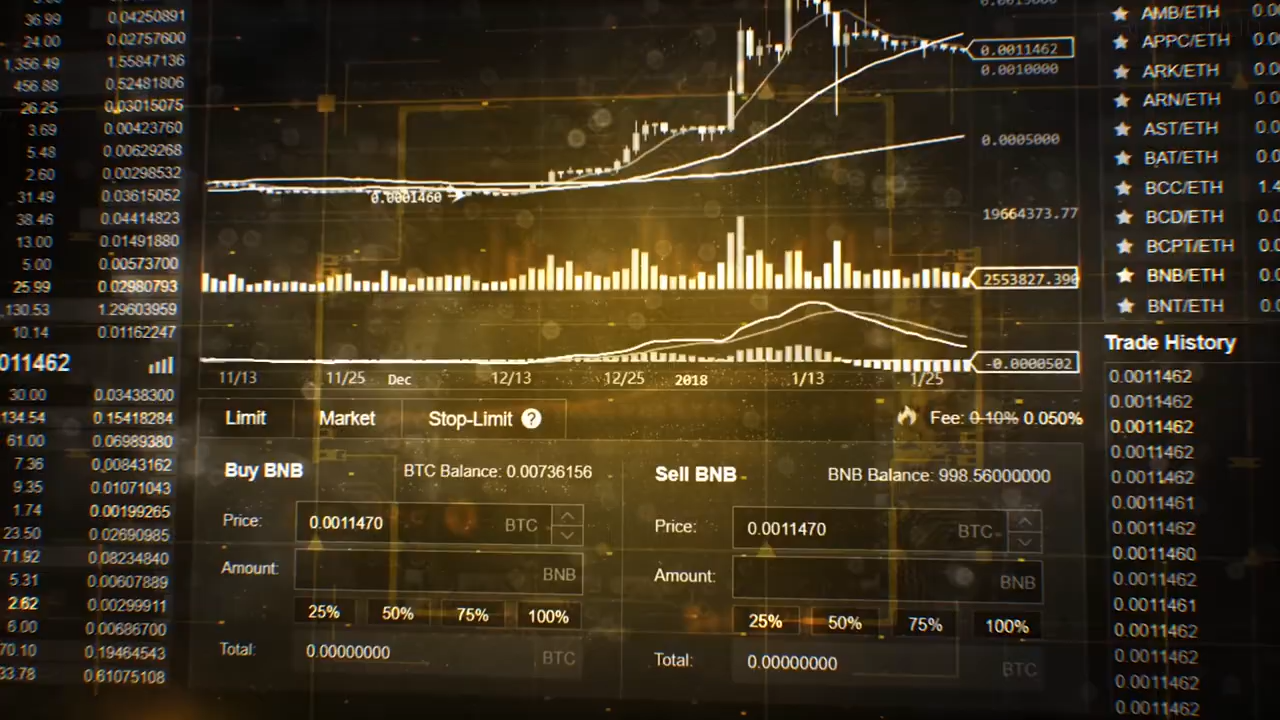 36.99 0.04250891
24.00 0.02757600
1,356.49 1.55847136
456.88 0.52481806
26.25 0.03015075
3.69 0.00423760
5.48 0.00629268
2.60 0.00298532
31.49 0.03615052
38.46 0.04414823
13.00 0.01491880
5.00 0.00573700
25.99 0.02980793
,130.53 1.29603959
10.14 0.01162247
011462
30.00 0.03438300
134.54 0.15418284
61.00 0.06989380
7.36 0.00843162
9.35 0.01071043
1.74 0.00199265
23.50 0.02690985
71.92 0.08234840
5.31 0.00607889
2.62 0.00299911
6.00 0.00686700
70.10 0.19464543
33.78 0.61075108
0.0011462
0.0010000
0.0005000
0.0001460
19664373.77
2553827.390
-0.0000502
11/13 11/25 Dec 12/13 12/25 2018 1/13 1/25
Limit Market Stop-Limit ? Fee: 0.10% 0.050%
Buy BNB BTC Balance: 0.00736156
Price: 0.0011470 BTC
Amount: BNB
25% 50% 75% 100%
Total: 0.00000000 BTC
Sell BNB BNB Balance: 998.56000000
Price: 0.0011470 BTC
Amount: BNB
25% 50% 75% 100%
Total: 0.00000000 BTC
AMB/ETH
APPC/ETH
ARK/ETH
ARN/ETH
AST/ETH
BAT/ETH
BCC/ETH
BCD/ETH
BCPT/ETH
BNB/ETH
BNT/ETH
Trade History
0.0011462
0.0011462
0.0011462
0.0011462
0.0011462
0.0011461
0.0011462
0.0011460
0.0011462
0.0011461
0.0011462
0.0011462
0.0011462
0.0011462